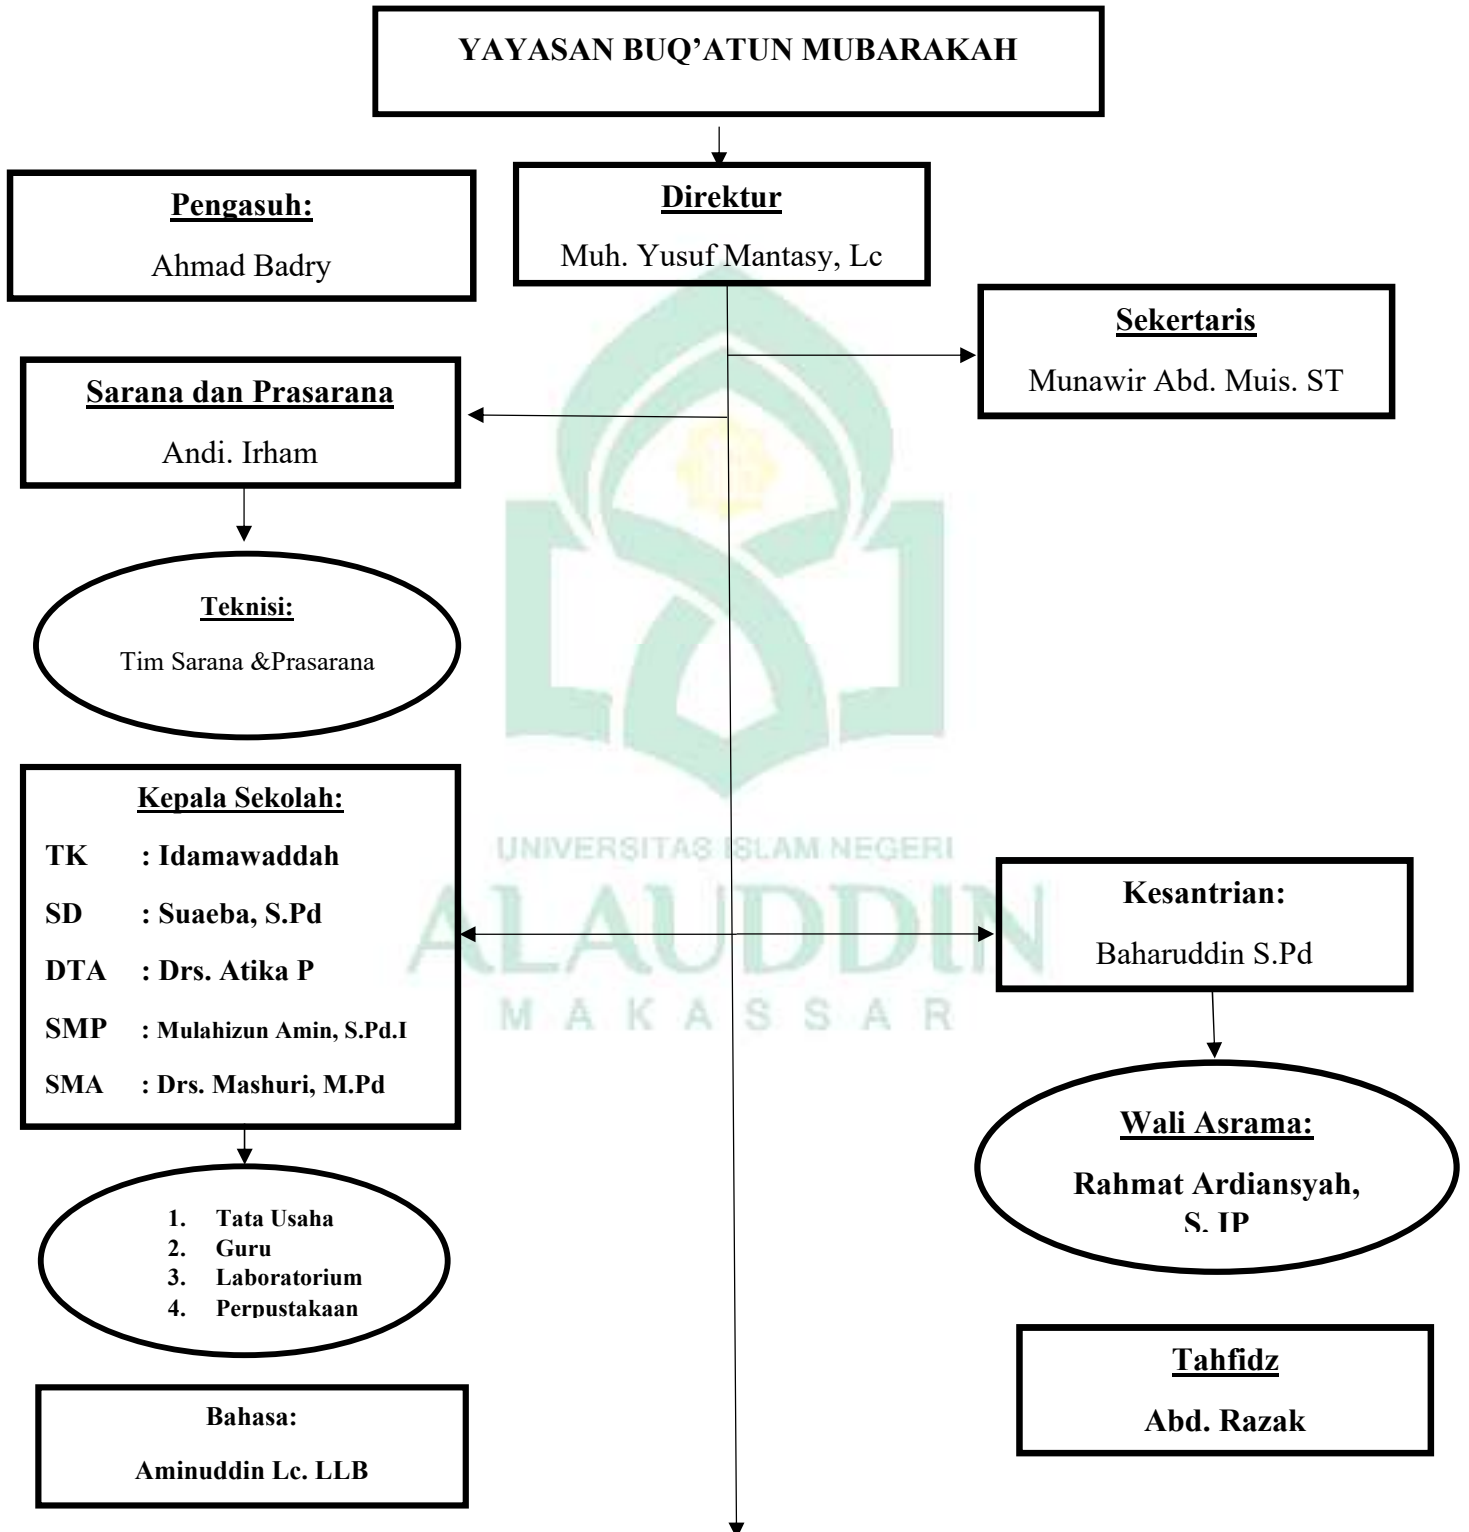 YAYASAN BUQ’ATUN MUBARAKAH
Pengasuh:
Ahmad Badry
Direktur
Muh. Yusuf Mantasy, Lc
Sekertaris
Munawir Abd. Muis. ST
Sarana dan Prasarana
Andi. Irham
Teknisi:
Tim Sarana &Prasarana
Kepala Sekolah:
TK : Idamawaddah
SD : Suaeba, S.Pd
DTA : Drs. Atika P
SMP : Mulahizun Amin, S.Pd.I
SMA : Drs. Mashuri, M.Pd
UNIVERSITAS ISLAM NEGERI
ALAUDDIN
MAKASSAR
Kesantrian:
Baharuddin S.Pd
Wali Asrama:
Rahmat Ardiansyah,
S. IP
1. Tata Usaha
2. Guru
3. Laboratorium
4. Perpustakaan
Tahfidz
Abd. Razak
Bahasa:
Aminuddin Lc. LLB